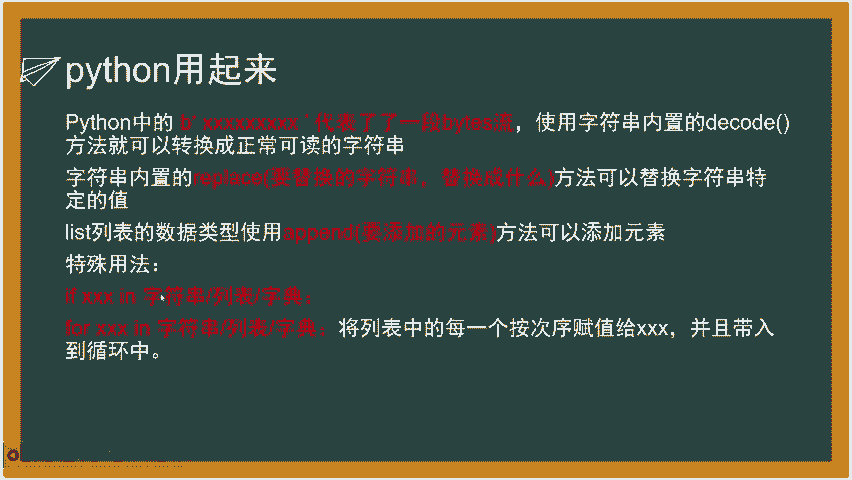 python用起来
Python中的 b' xxxxxxxxx ' 代表了了一段bytes流，使用字符串内置的decode()
方法就可以转换成正常可读的字符串
字符串内置的replace(要替换的字符串，替换成什么)方法可以替换字符串特
定的值
list列表的数据类型使用append(要添加的元素)方法可以添加元素
特殊用法：
if xxx in 字符串/列表/字典：
for xxx in 字符串/列表/字典：将列表中的每一个按次序赋值给xxx，并且带入
到循环中。